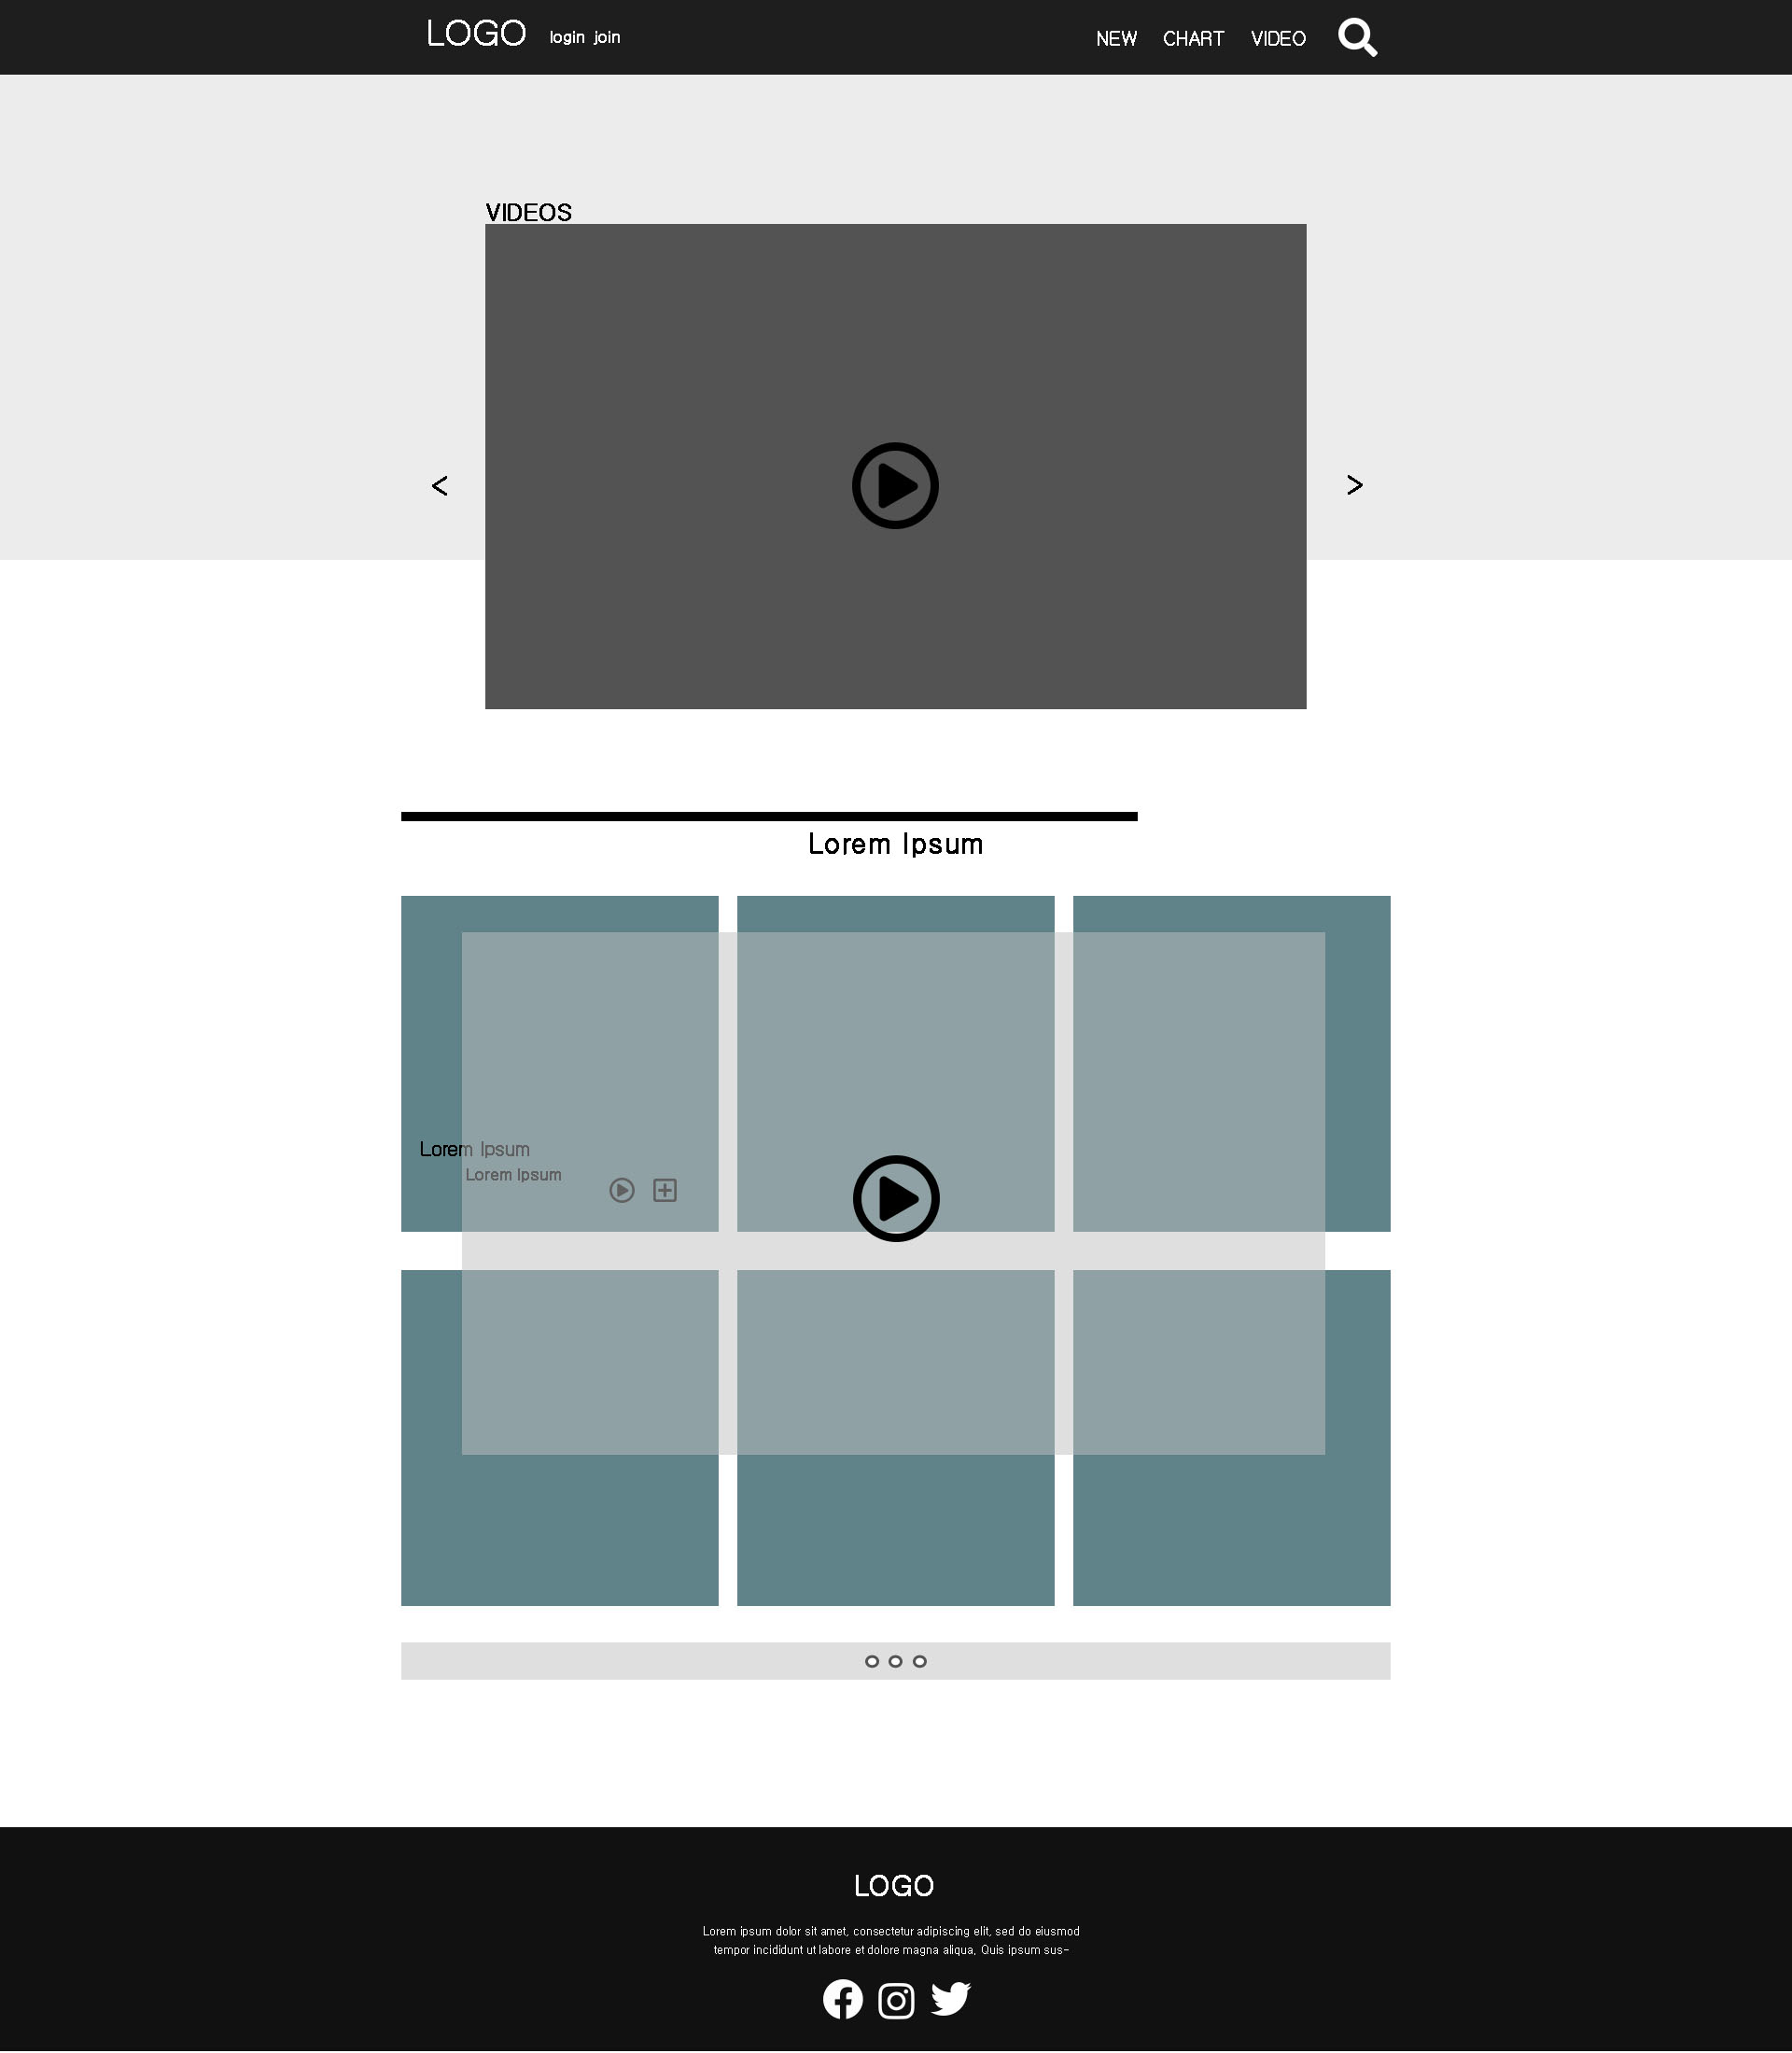 LOGO login join NEW CHART VIDEO
VIDEOS
< >
Lorem Ipsum
Lorem Ipsum
Lorem Ipsum
LOGO
Lorem ipsum dolor sit amet, consectetur adipiscing elit, sed do eiusmod
tempor incididunt ut labore et dolore magna aliqua. Quis ipsum sus-